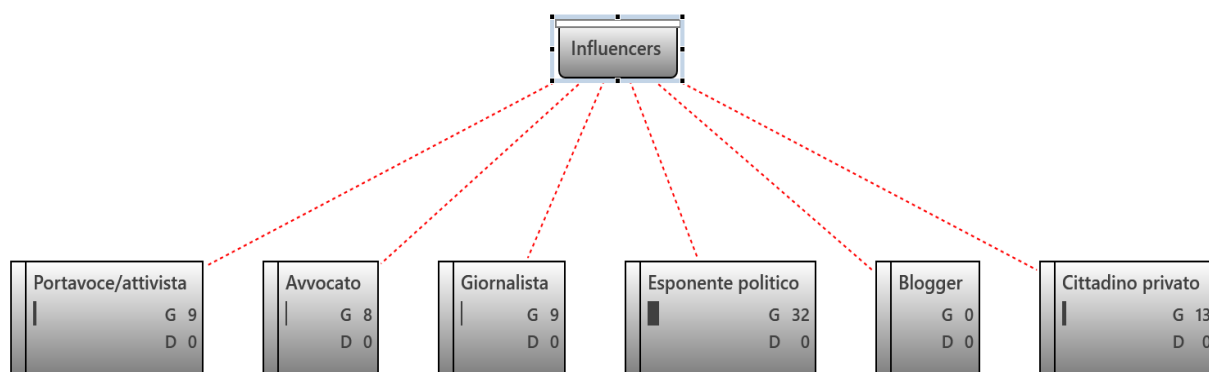 Influencers
Portavoce/attivista
G 9
D 0
Avvocato
G 8
D 0
Giornalista
G 9
D 0
Esponente politico
G 32
D 0
Blogger
G 0
D 0
Cittadino privato
G 13
D 0